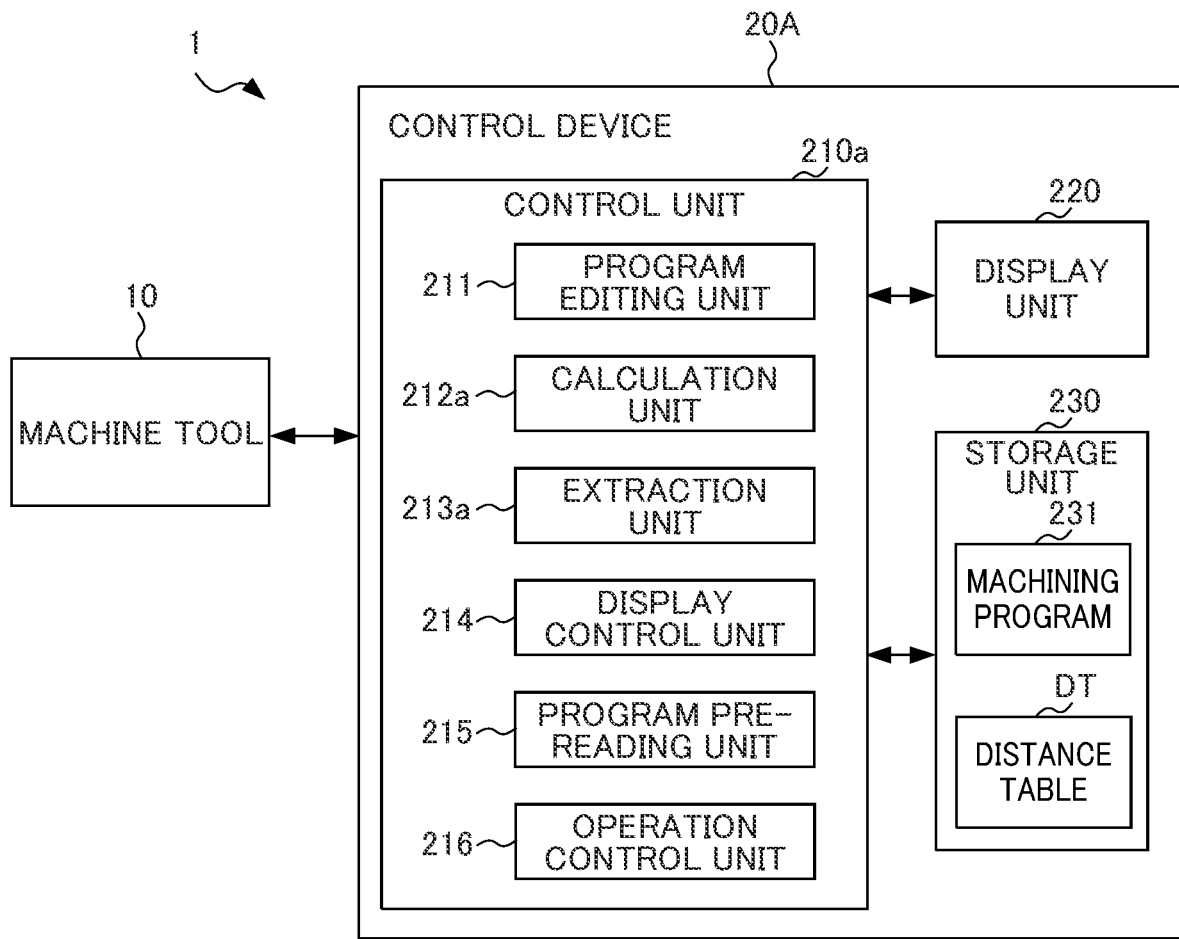 1
20A
CONTROL DEVICE
210a
CONTROL UNIT
211
PROGRAM
EDITING UNIT
212a
CALCULATION
UNIT
213a
EXTRACTION
UNIT
214
DISPLAY
CONTROL UNIT
215
PROGRAM PRE-
READING UNIT
216
OPERATION
CONTROL UNIT
10
MACHINE TOOL
220
DISPLAY
UNIT
230
STORAGE
UNIT
231
MACHINING
PROGRAM
DT
DISTANCE
TABLE